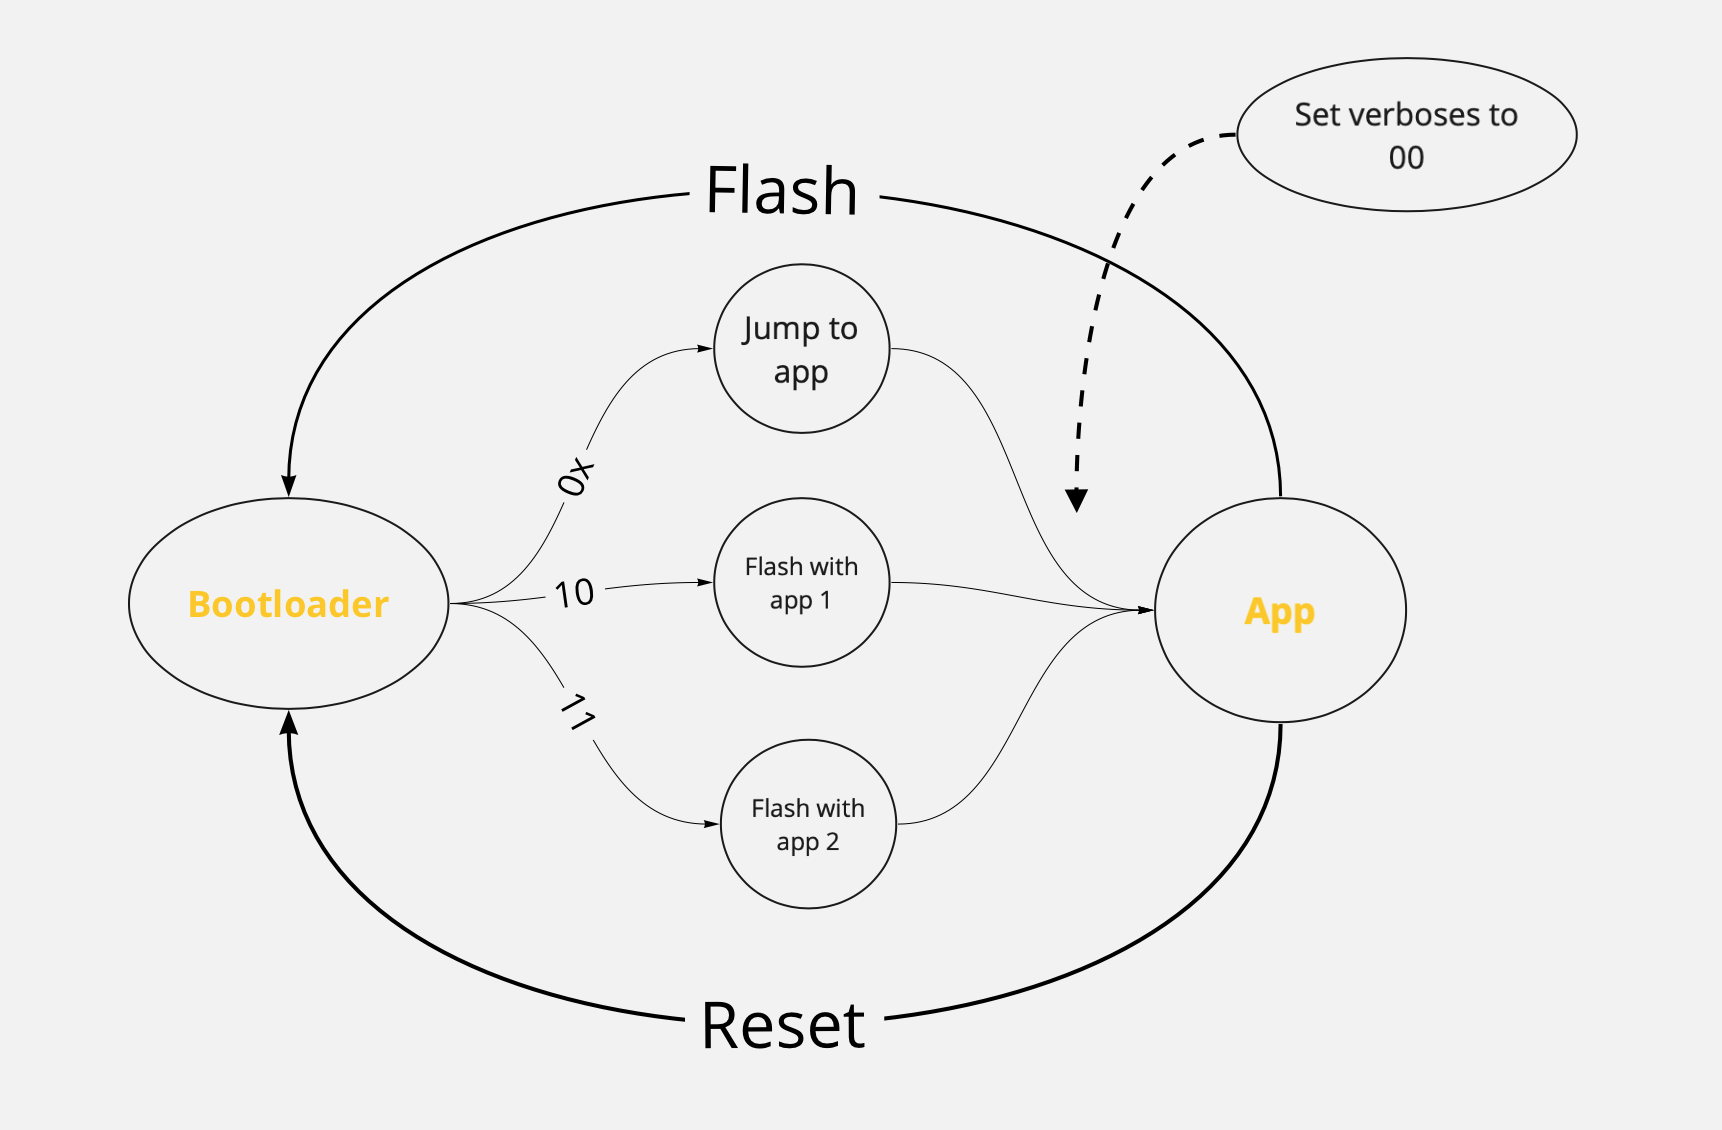 Set verboses to
00
Flash
Jump to
app
0x
Flash with
app 1
10
Bootloader
App
11
Flash with
app 2
Reset